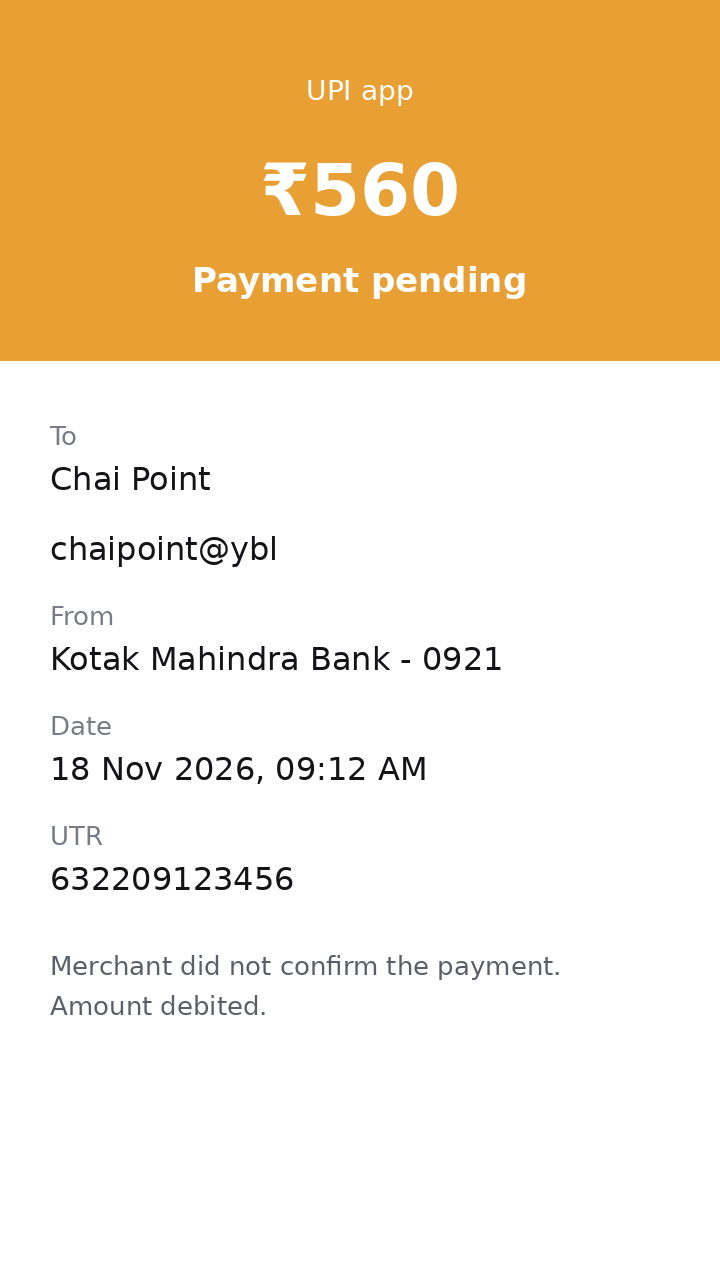 UPI app
₹560
Payment pending
To
Chai Point
chaipoint@ybl
From
Kotak Mahindra Bank - 0921
Date
18 Nov 2026, 09:12 AM
UTR
632209123456
Merchant did not confirm the payment.
Amount debited.